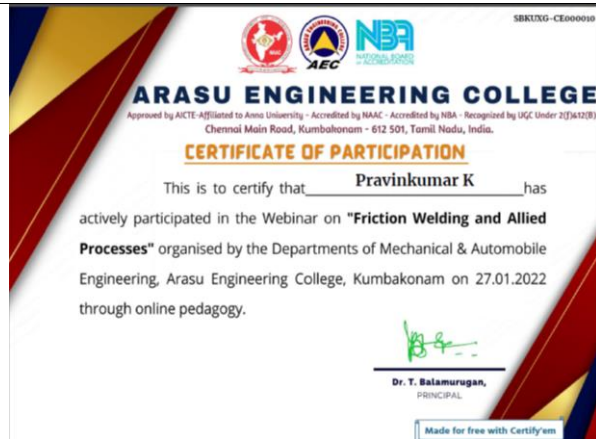 SBKUXG-CE000010
NAAC
AEC
NBA
NATIONAL BOARD
of ACCREDITATION
ARASU ENGINEERING COLLEGE
Approved by AICTE-Affiliated to Anna University - Accredited by NAAC - Accredited by NBA - Recognized by UGC Under 2(f)&12(B)
Chennai Main Road, Kumbakonam - 612 501, Tamil Nadu, India.
CERTIFICATE OF PARTICIPATION
This is to certify that Pravinkumar K has
actively participated in the Webinar on "Friction Welding and Allied
Processes" organised by the Departments of Mechanical & Automobile
Engineering, Arasu Engineering College, Kumbakonam on 27.01.2022
through online pedagogy.
Dr. T. Balamurugan,
PRINCIPAL
Made for free with Certify'em